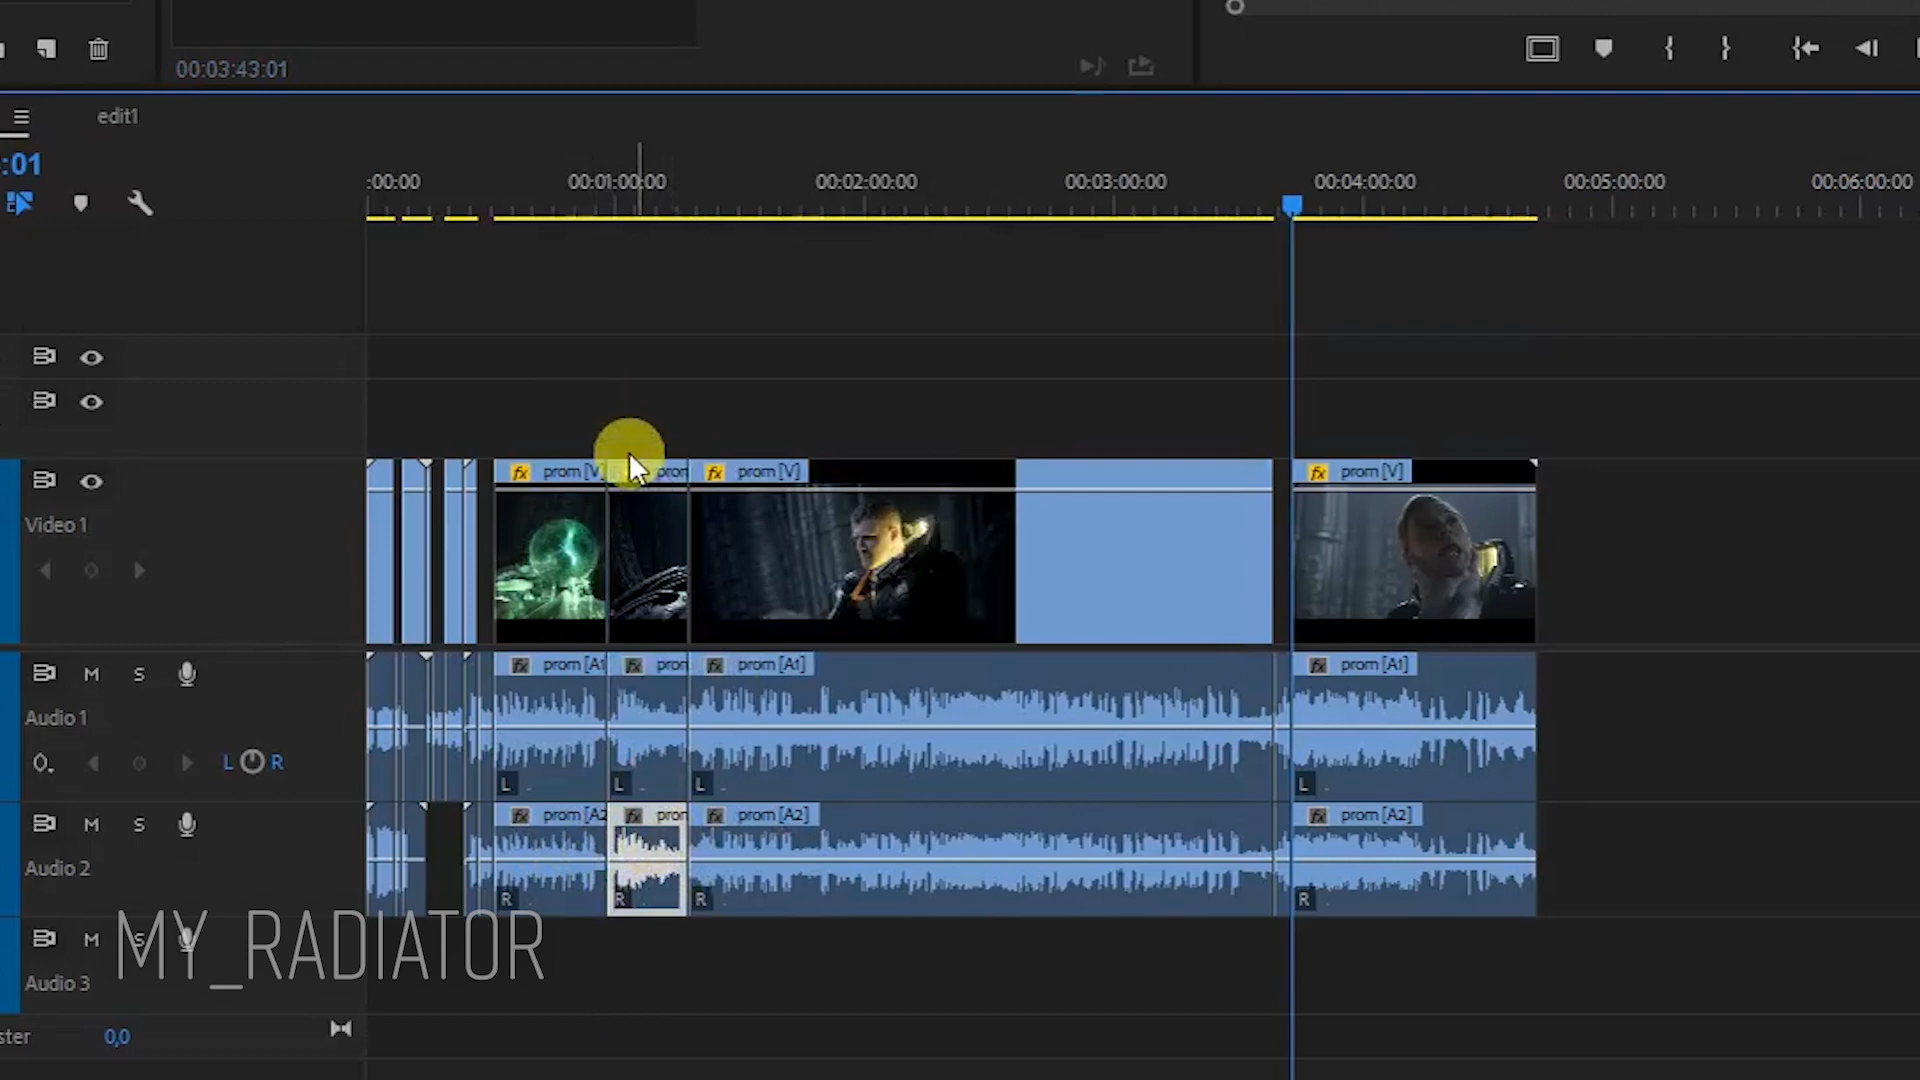 00:03:43:01
edit1
:01
:00:00
00:01:00:00
00:02:00:00
00:03:00:00
00:04:00:00
00:05:00:00
00:06:00:00
fx prom [V]
prom
fx prom [V]
fx prom [V]
Video 1
fx prom [A1
fx prom
fx prom [A1]
fx prom [A1]
M S
Audio 1
L R
L
L
L
L
fx prom [A2
fx prom
fx prom [A2]
fx prom [A2]
M S
Audio 2
R
R
R
R
M S
MY_RADIATOR
Audio 3
ster 0,0